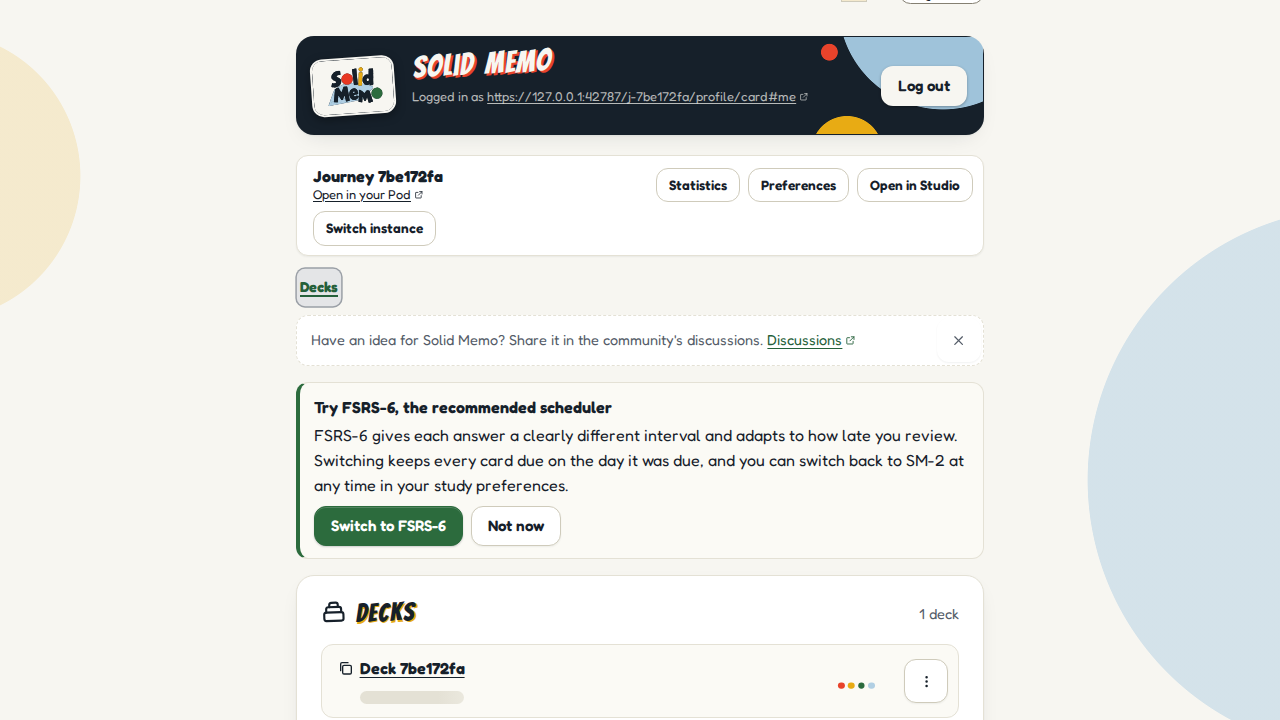 Solid Memo
SOLID MEMO
Logged in as https://127.0.0.1:42787/j-7be172fa/profile/card#me
Log out
Journey 7be172fa
Open in your Pod
Statistics
Preferences
Open in Studio
Switch instance
Decks
Have an idea for Solid Memo? Share it in the community's discussions. Discussions
Try FSRS-6, the recommended scheduler
FSRS-6 gives each answer a clearly different interval and adapts to how late you review.
Switching keeps every card due on the day it was due, and you can switch back to SM-2 at
any time in your study preferences.
Switch to FSRS-6
Not now
DECKS
1 deck
Deck 7be172fa